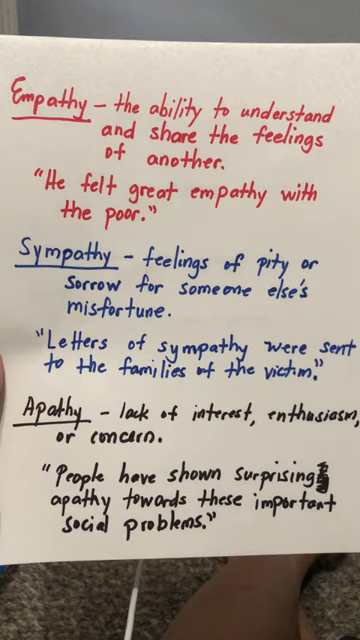 Empathy – the ability to understand
and share the feelings
of another.
"He felt great empathy with
the poor."
Sympathy – feelings of pity or
sorrow for someone else's
misfortune.
"Letters of sympathy were sent
to the families of the victim."
Apathy – lack of interest, enthusiasm,
or concern.
"People have shown surprising
apathy towards these important
social problems."